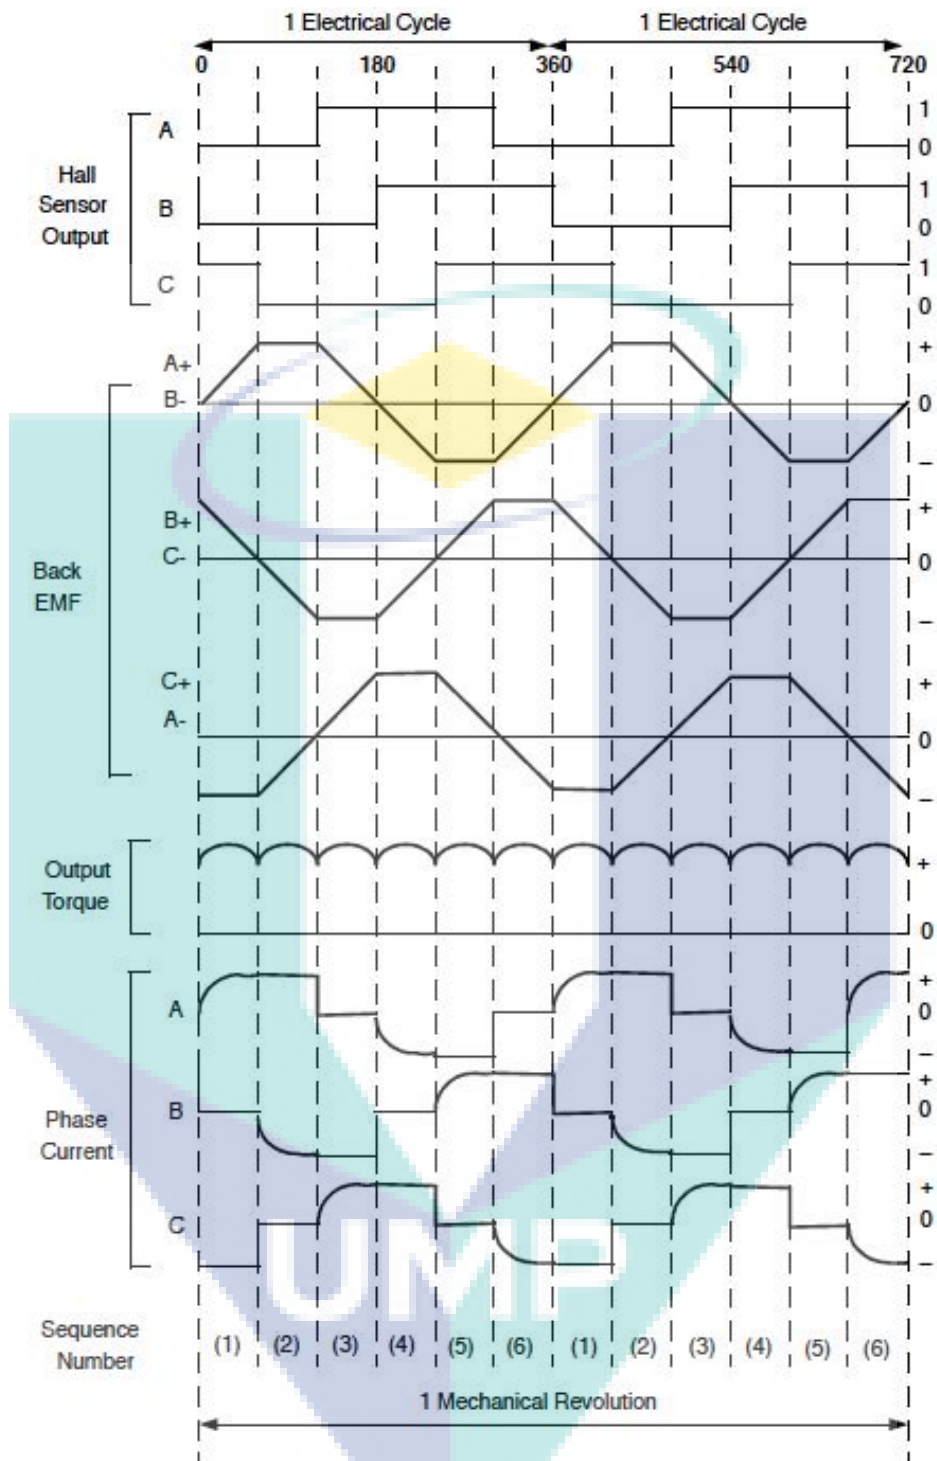 1 Electrical Cycle 1 Electrical Cycle
0 180 360 540 720
A 1
0
Hall
Sensor
Output
B 1
0
C 1
0
A+ +
B- 0
–
B+ +
C- 0
–
Back
EMF
C+ +
A- 0
–
Output
Torque
+
0
A +
0
–
B +
0
–
Phase
Current
C +
0
–
UMP
Sequence
Number
(1) (2) (3) (4) (5) (6) (1) (2) (3) (4) (5) (6)
1 Mechanical Revolution